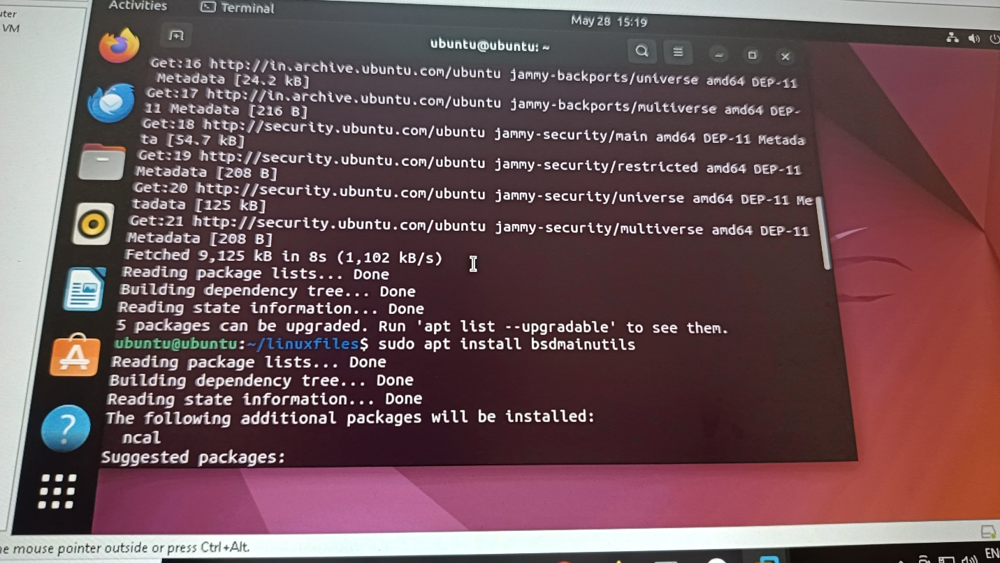 uter
VM
Activities
Terminal
May 28 15:19
ubuntu@ubuntu: ~
Get:16 http://in.archive.ubuntu.com/ubuntu jammy-backports/universe amd64 DEP-11
Metadata [24.2 kB]
Get:17 http://in.archive.ubuntu.com/ubuntu jammy-backports/multiverse amd64 DEP-
11 Metadata [216 B]
Get:18 http://security.ubuntu.com/ubuntu jammy-security/main amd64 DEP-11 Metada
ta [54.7 kB]
Get:19 http://security.ubuntu.com/ubuntu jammy-security/restricted amd64 DEP-11
Metadata [208 B]
Get:20 http://security.ubuntu.com/ubuntu jammy-security/universe amd64 DEP-11 Me
tadata [125 kB]
Get:21 http://security.ubuntu.com/ubuntu jammy-security/multiverse amd64 DEP-11
Metadata [208 B]
Fetched 9,125 kB in 8s (1,102 kB/s)
Reading package lists... Done
Building dependency tree... Done
Reading state information... Done
5 packages can be upgraded. Run 'apt list --upgradable' to see them.
ubuntu@ubuntu:~/linuxfiles$ sudo apt install bsdmainutils
Reading package lists... Done
Building dependency tree... Done
Reading state information... Done
The following additional packages will be installed:
ncal
Suggested packages:
he mouse pointer outside or press Ctrl+Alt.
EN